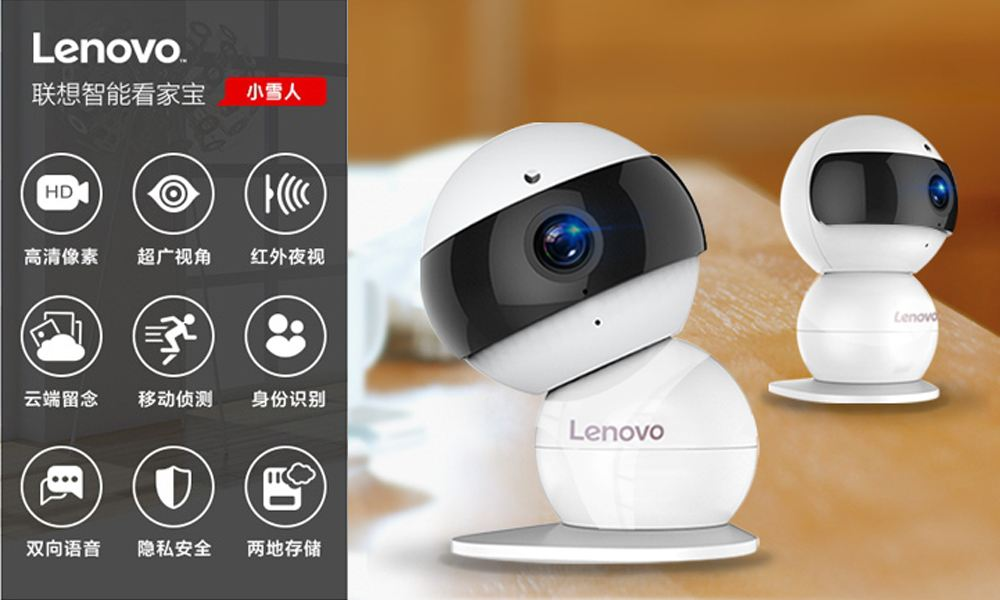 Lenovo™
联想智能看家宝 小雪人
HD
高清像素 超广视角 红外夜视
云端留念 移动侦测 身份识别
双向语音 隐私安全 两地存储
Lenovo
Lenovo